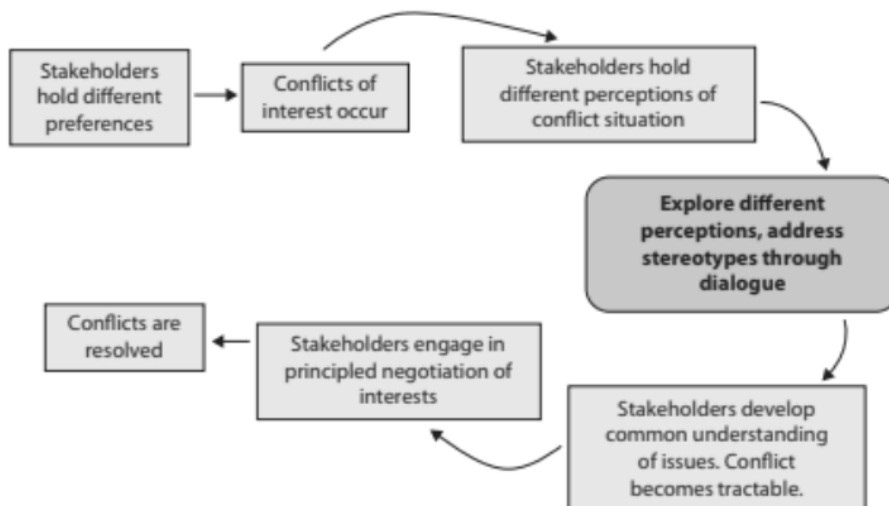 Stakeholders
hold different
preferences
Conflicts of
interest occur
Stakeholders hold
different perceptions of
conflict situation
Explore different
perceptions, address
stereotypes through
dialogue
Stakeholders develop
common understanding
of issues. Conflict
becomes tractable.
Stakeholders engage in
principled negotiation of
interests
Conflicts are
resolved